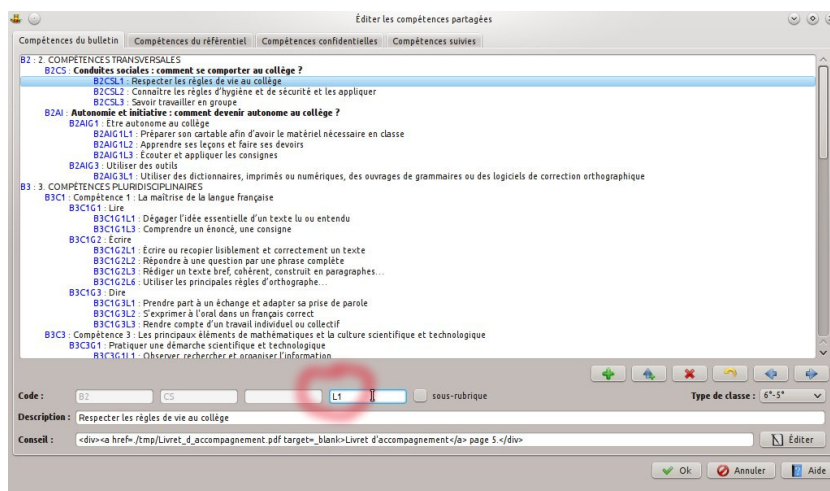 Éditer les compétences partagées
Compétences du bulletin Compétences du référentiel Compétences confidentielles Compétences suivies
B2 : 2. COMPÉTENCES TRANSVERSALES
B2CS : Conduites sociales : comment se comporter au collège ?
B2CSL1 : Respecter les règles de vie au collège
B2CSL2 : Connaître les règles d'hygiène et de sécurité et les appliquer
B2CSL3 : Savoir travailler en groupe
B2AI : Autonomie et initiative : comment devenir autonome au collège ?
B2AIG1 : Être autonome au collège
B2AIG1L1 : Préparer son cartable afin d'avoir le matériel nécessaire en classe
B2AIG1L2 : Apprendre ses leçons et faire ses devoirs
B2AIG1L3 : Écouter et appliquer les consignes
B2AIG3 : Utiliser des outils
B2AIG3L1 : Utiliser des dictionnaires, imprimés ou numériques, des ouvrages de grammaires ou des logiciels de correction orthographique
B3 : 3. COMPÉTENCES PLURIDISCIPLINAIRES
B3C1 : Compétence 1 : La maîtrise de la langue française
B3C1G1 : Lire
B3C1G1L1 : Dégager l'idée essentielle d'un texte lu ou entendu
B3C1G1L3 : Comprendre un énoncé, une consigne
B3C1G2 : Écrire
B3C1G2L1 : Écrire ou recopier lisiblement et correctement un texte
B3C1G2L2 : Répondre à une question par une phrase complète
B3C1G2L3 : Rédiger un texte bref, cohérent, construit en paragraphes...
B3C1G2L6 : Utiliser les principales règles d'orthographe...
B3C1G3 : Dire
B3C1G3L1 : Prendre part à un échange et adapter sa prise de parole
B3C1G3L2 : S'exprimer à l'oral dans un français correct
B3C1G3L3 : Rendre compte d'un travail individuel ou collectif
B3C3 : Compétence 3 : Les principaux éléments de mathématiques et la culture scientifique et technologique
B3C3G1 : Pratiquer une démarche scientifique et technologique
B3C3G1L1 : Observer, rechercher et organiser l'information
Code : B2 CS L1 sous-rubrique Type de classe : 6°-5°
Description : Respecter les règles de vie au collège
Conseil : <div><a href=./tmp/Livret_d_accompagnement.pdf target=_blank>Livret d'accompagnement</a> page 5.</div> Éditer
Ok Annuler Aide